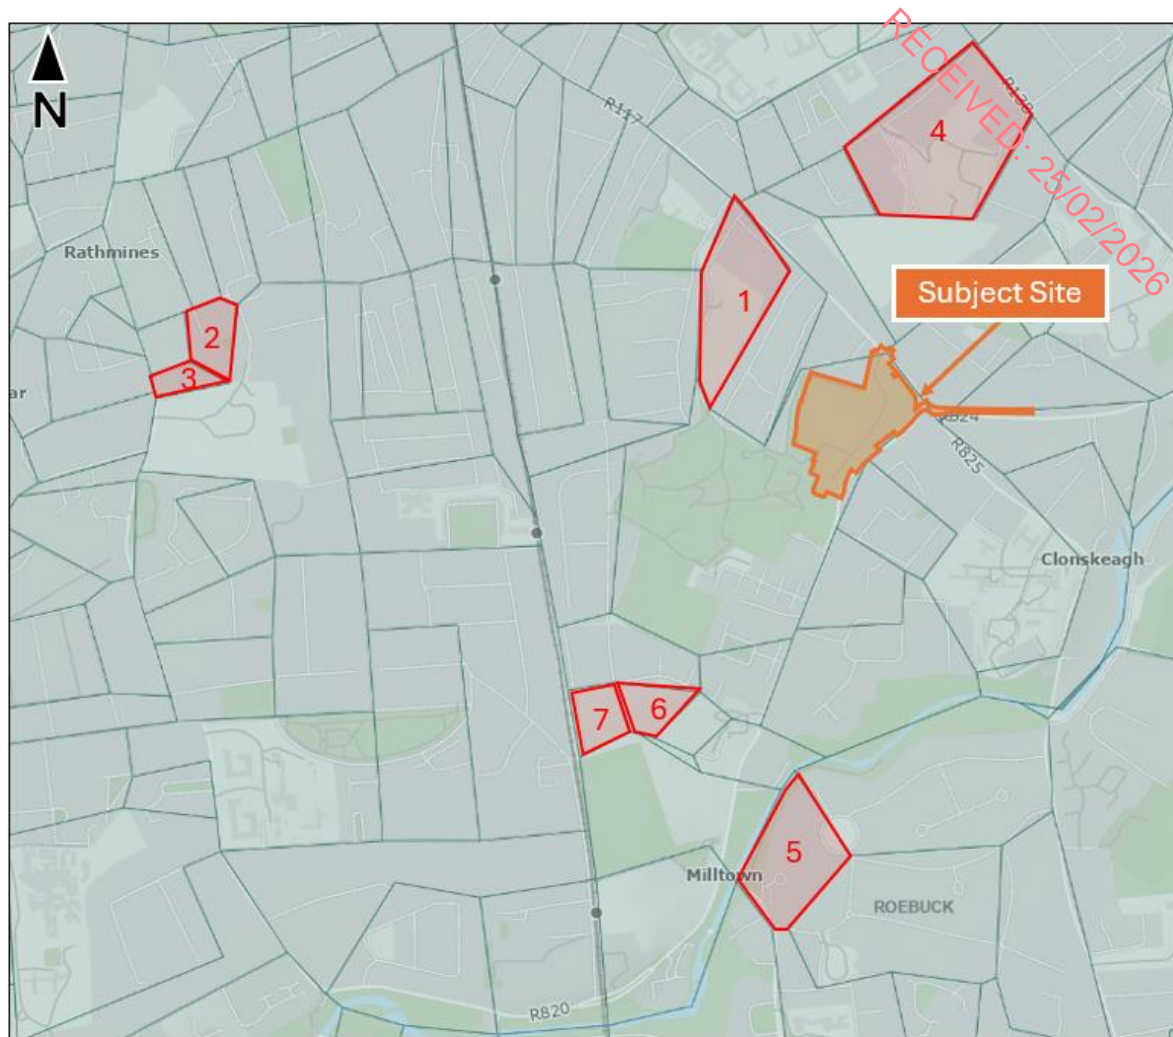 N
R117
R138
RECEIVED: 25/02/2026
4
Rathmines
1
Subject Site
2
3
ar
R824
R825
Clonskeagh
7
6
5
Milltown
ROEBUCK
R820